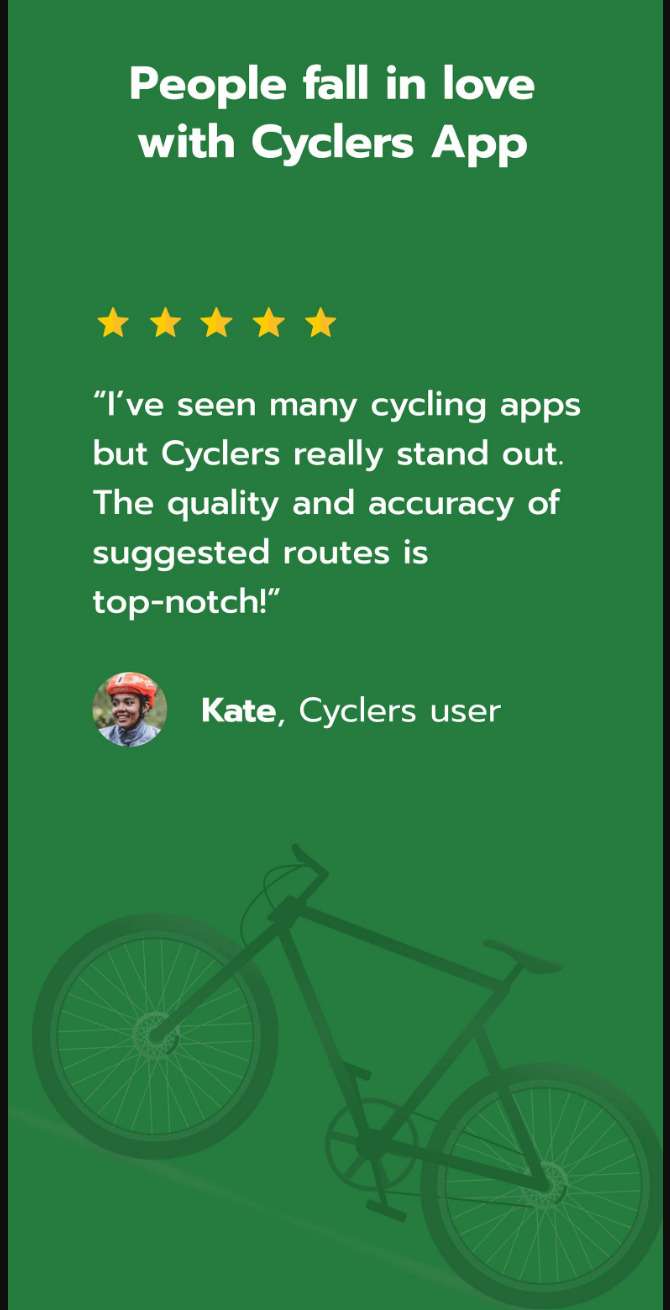 People fall in love
with Cyclers App
“I’ve seen many cycling apps
but Cyclers really stand out.
The quality and accuracy of
suggested routes is
top-notch!”
Kate, Cyclers user